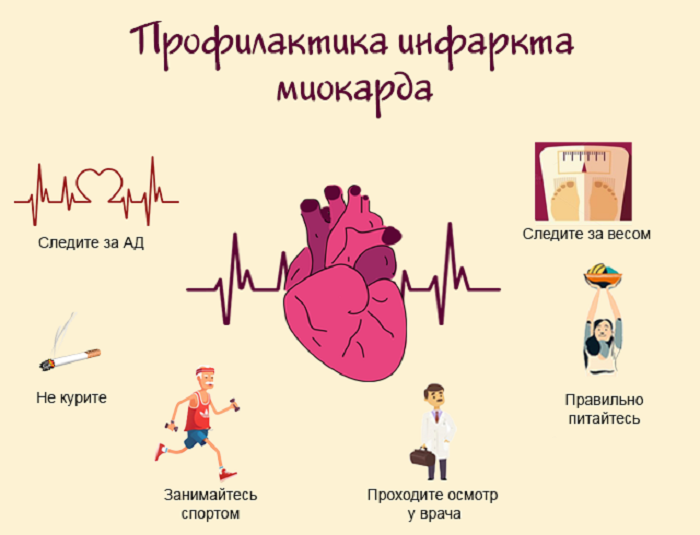 Профилактика инфаркта
миокарда
Следите за АД
Следите за весом
Не курите
Правильно
питайтесь
Занимайтесь
спортом
Проходите осмотр
у врача